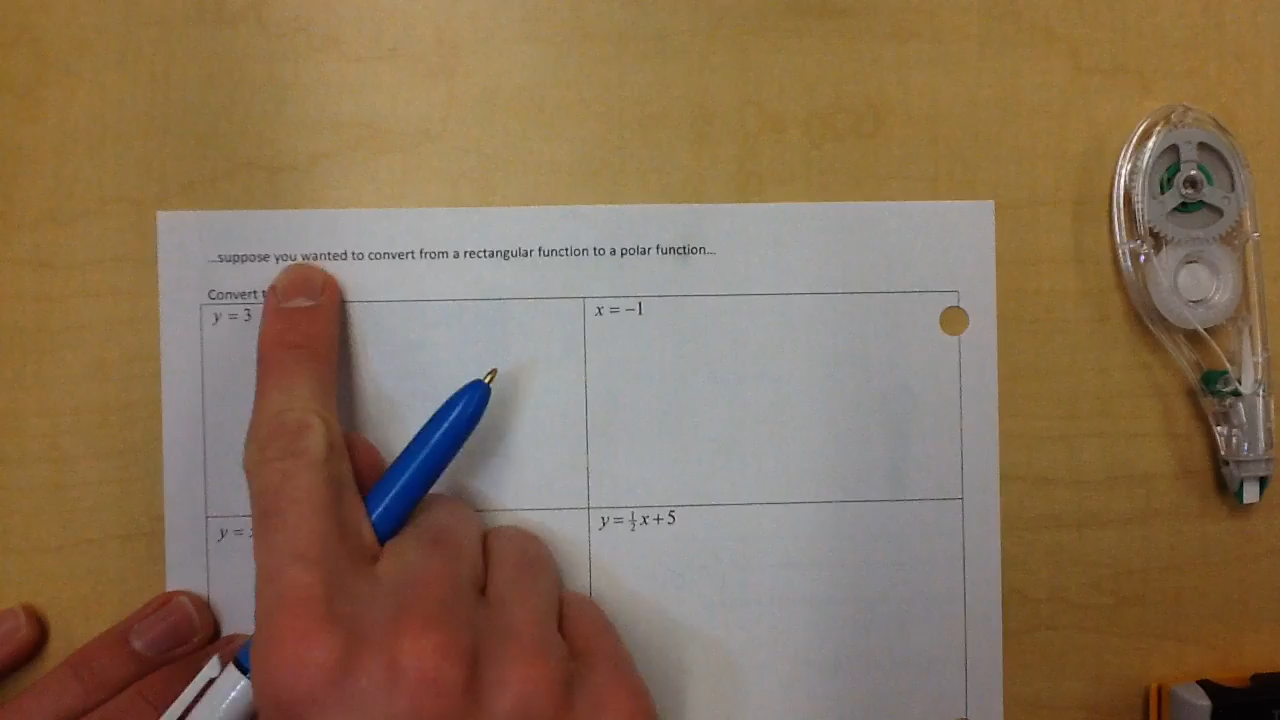 ...suppose you wanted to convert from a rectangular function to a polar function...
Convert
y = 3
x = −1
y =
y = ½x + 5